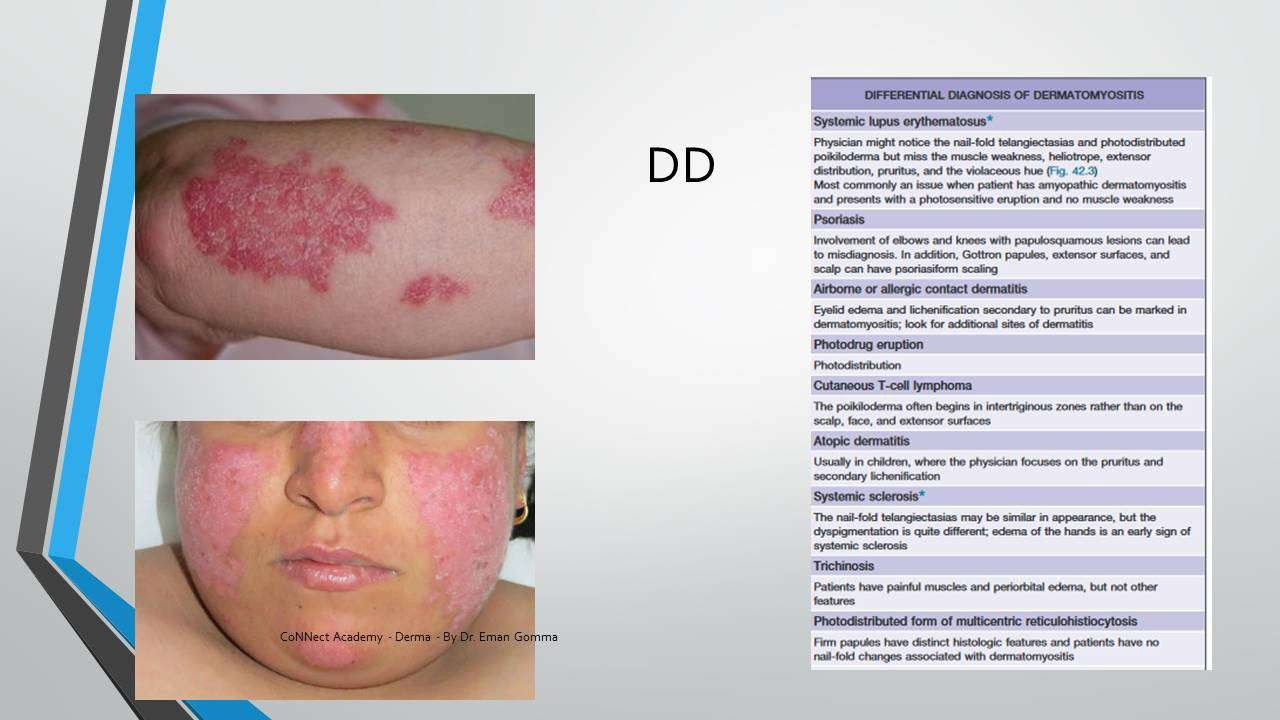 DD
DIFFERENTIAL DIAGNOSIS OF DERMATOMYOSITIS
Systemic lupus erythematosus*
Physician might notice the nail-fold telangiectasias and photodistributed
poikiloderma but miss the muscle weakness, heliotrope, extensor
distribution, pruritus, and the violaceous hue (Fig. 42.3)
Most commonly an issue when patient has amyopathic dermatomyositis
and presents with a photosensitive eruption and no muscle weakness
Psoriasis
Involvement of elbows and knees with papulosquamous lesions can lead
to misdiagnosis. In addition, Gottron papules, extensor surfaces, and
scalp can have psoriasiform scaling
Airborne or allergic contact dermatitis
Eyelid edema and lichenification secondary to pruritus can be marked in
dermatomyositis; look for additional sites of dermatitis
Photodrug eruption
Photodistribution
Cutaneous T-cell lymphoma
The poikiloderma often begins in intertriginous zones rather than on the
scalp, face, and extensor surfaces
Atopic dermatitis
Usually in children, where the physician focuses on the pruritus and
secondary lichenification
Systemic sclerosis*
The nail-fold telangiectasias may be similar in appearance, but the
dyspigmentation is quite different; edema of the hands is an early sign of
systemic sclerosis
Trichinosis
Patients have painful muscles and periorbital edema, but not other
features
Photodistributed form of multicentric reticulohistiocytosis
Firm papules have distinct histologic features and patients have no
nail-fold changes associated with dermatomyositis
CoNNect Academy - Derma - By Dr. Eman Gomma